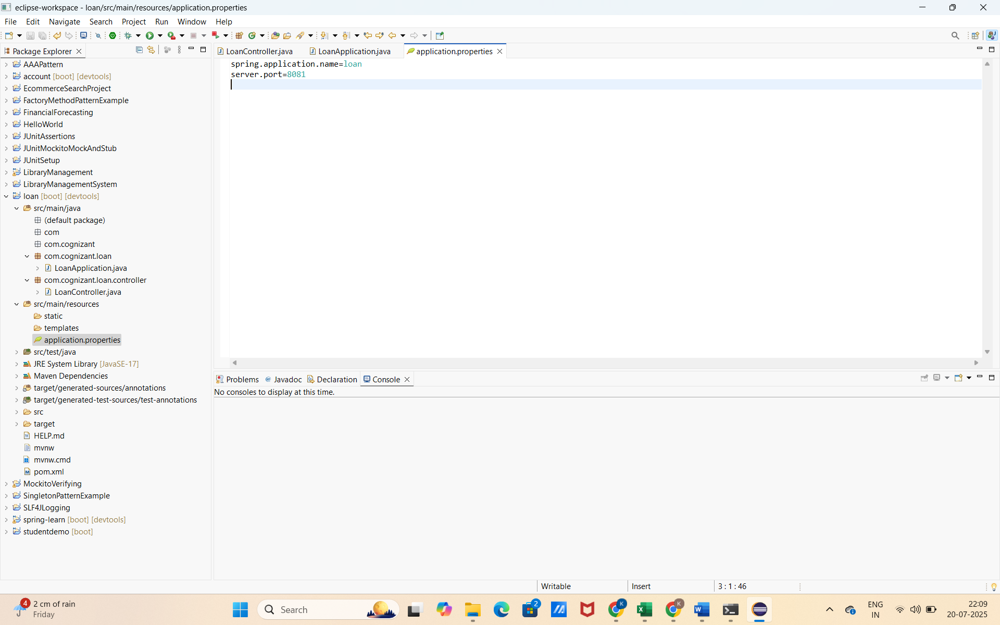 eclipse-workspace - loan/src/main/resources/application.properties
File Edit Navigate Search Project Run Window Help
Package Explorer
AAAPattern
account [boot] [devtools]
EcommerceSearchProject
FactoryMethodPatternExample
FinancialForecasting
HelloWorld
JUnitAssertions
JUnitMockitoMockAndStub
JUnitSetup
LibraryManagement
LibraryManagementSystem
loan [boot] [devtools]
src/main/java
(default package)
com
com.cognizant
com.cognizant.loan
LoanApplication.java
com.cognizant.loan.controller
LoanController.java
src/main/resources
static
templates
application.properties
src/test/java
JRE System Library [JavaSE-17]
Maven Dependencies
target/generated-sources/annotations
target/generated-test-sources/test-annotations
src
target
HELP.md
mvnw
mvnw.cmd
pom.xml
MockitoVerifying
SingletonPatternExample
SLF4JLogging
spring-learn [boot] [devtools]
studentdemo [boot]
LoanController.java LoanApplication.java application.properties
spring.application.name=loan
server.port=8081
Problems @ Javadoc Declaration Console
No consoles to display at this time.
Writable Insert 3 : 1 : 46
4
2 cm of rain
Friday
Search
2
K
K
ENG
IN
22:09
20-07-2025